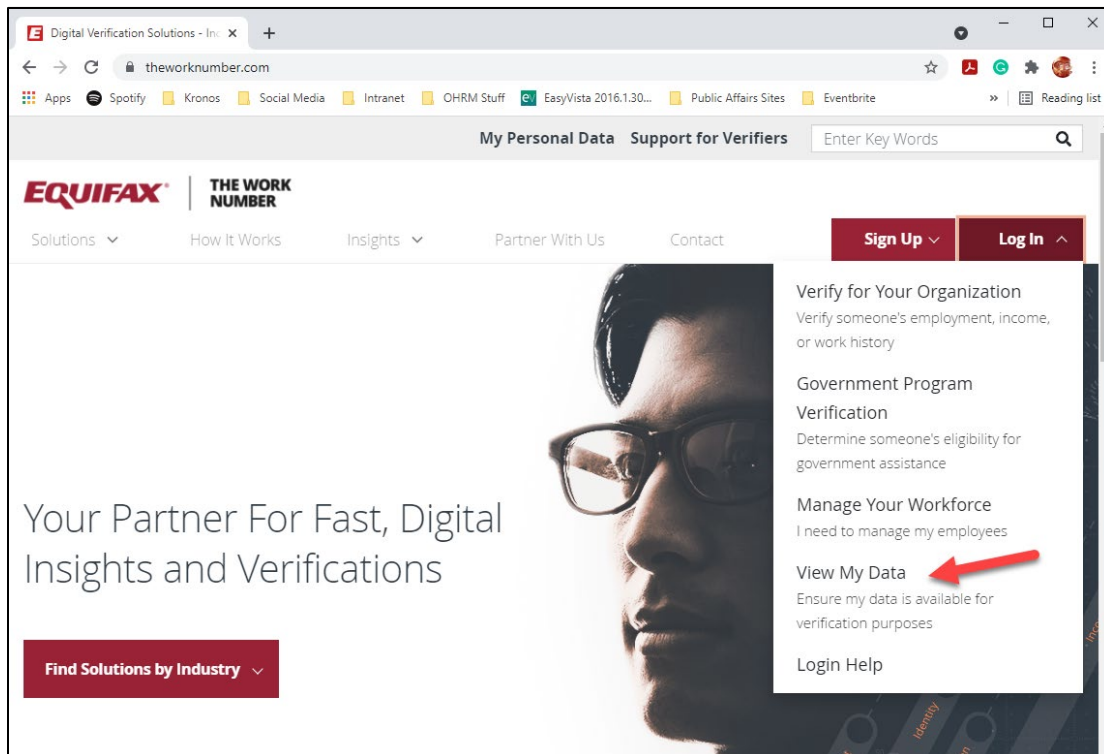 Digital Verification Solutions - Inc
theworknumber.com
Apps Spotify Kronos Social Media Intranet OHRM Stuff EasyVista 2016.1.30... Public Affairs Sites Eventbrite » Reading list
My Personal Data Support for Verifiers Enter Key Words
EQUIFAX® THE WORK
NUMBER
Solutions How It Works Insights Partner With Us Contact Sign Up Log In
Verify for Your Organization
Verify someone's employment, income,
or work history
Government Program
Verification
Determine someone's eligibility for
government assistance
Manage Your Workforce
I need to manage my employees
View My Data
Ensure my data is available for
verification purposes
Login Help
Your Partner For Fast, Digital
Insights and Verifications
Find Solutions by Industry
Identity